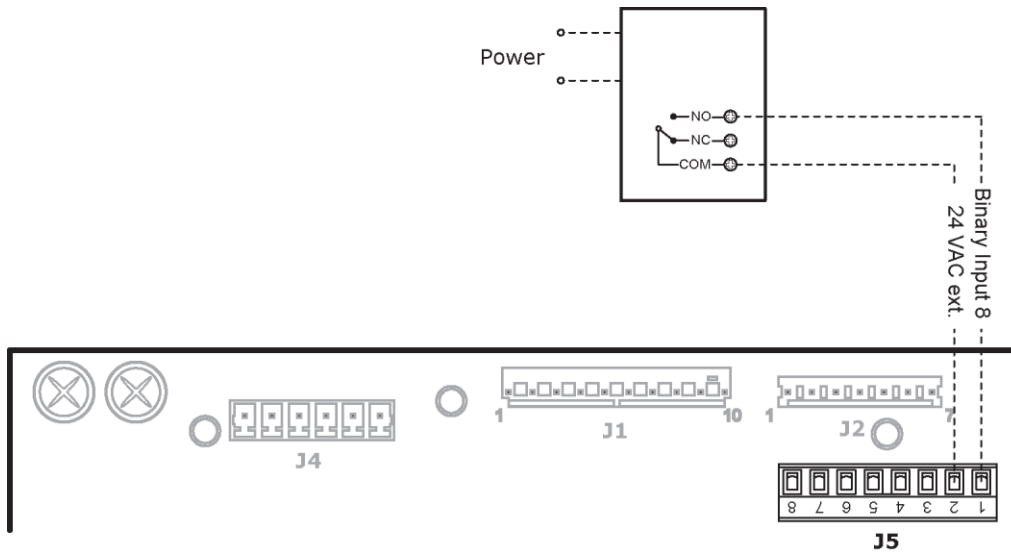 Power
NO
NC
COM
Binary Input 8
24 VAC ext.
1 10
J1
1 7
J2
J4
8 7 6 5 4 3 2 1
J5